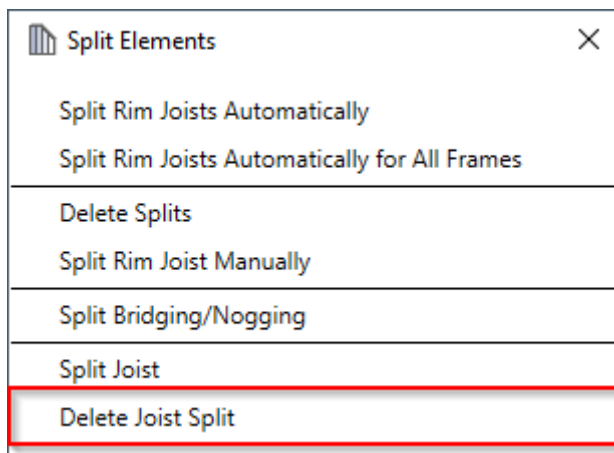 Split Elements
Split Rim Joists Automatically
Split Rim Joists Automatically for All Frames
Delete Splits
Split Rim Joist Manually
Split Bridging/Nogging
Split Joist
Delete Joist Split